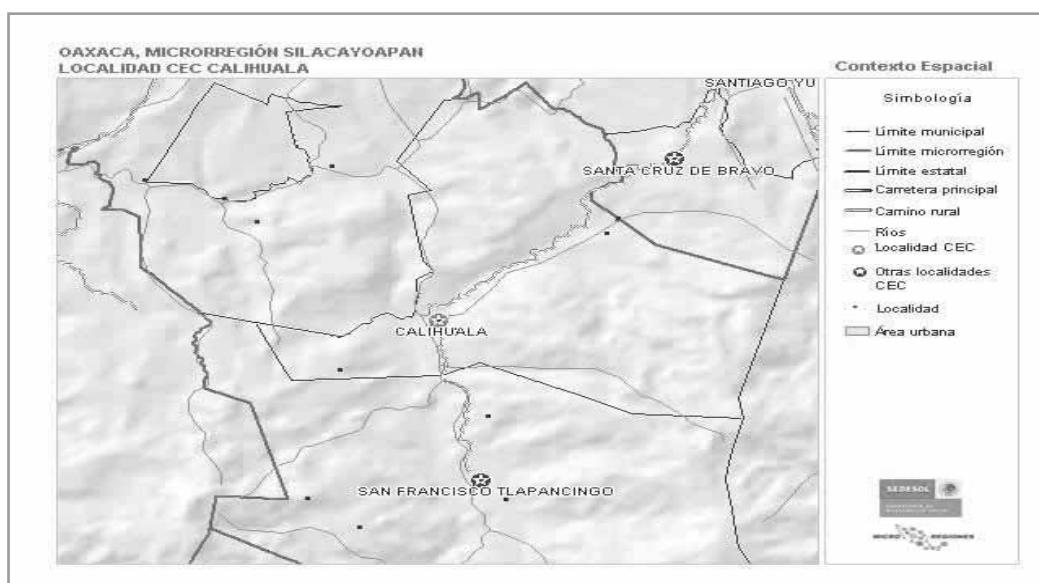 OAXACA, MICRORREGIÓN SILACAYOAPAN
LOCALIDAD CEC CALIHUALA
Contexto Espacial
SANTIAGO YU
SANTA CRUZ DE BRAVO
CALIHUALA
SAN FRANCISCO TLAPANCINGO
Simbología
Límite municipal
Límite microrregión
Límite estatal
Carretera principal
Camino rural
Ríos
Localidad CEC
Otras localidades
CEC
Localidad
Área urbana
SEDESOL
MICRO REGIONES